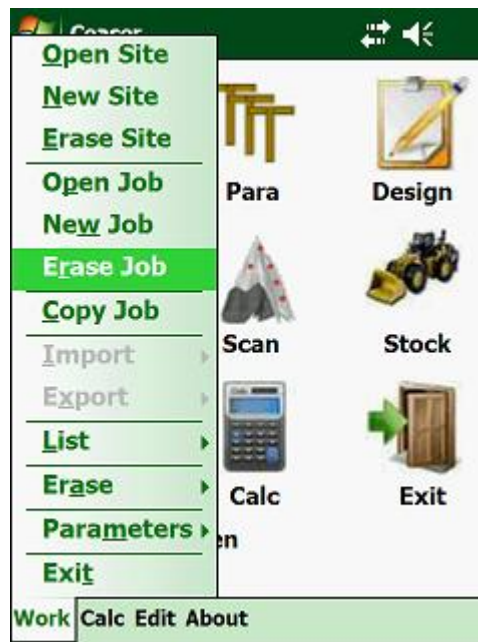 Open Site
New Site
Erase Site
Open Job
New Job
Erase Job
Copy Job
Import
Export
List
Erase
Parameters
Exit
Para
Design
Scan
Stock
Calc
Exit
Work Calc Edit About